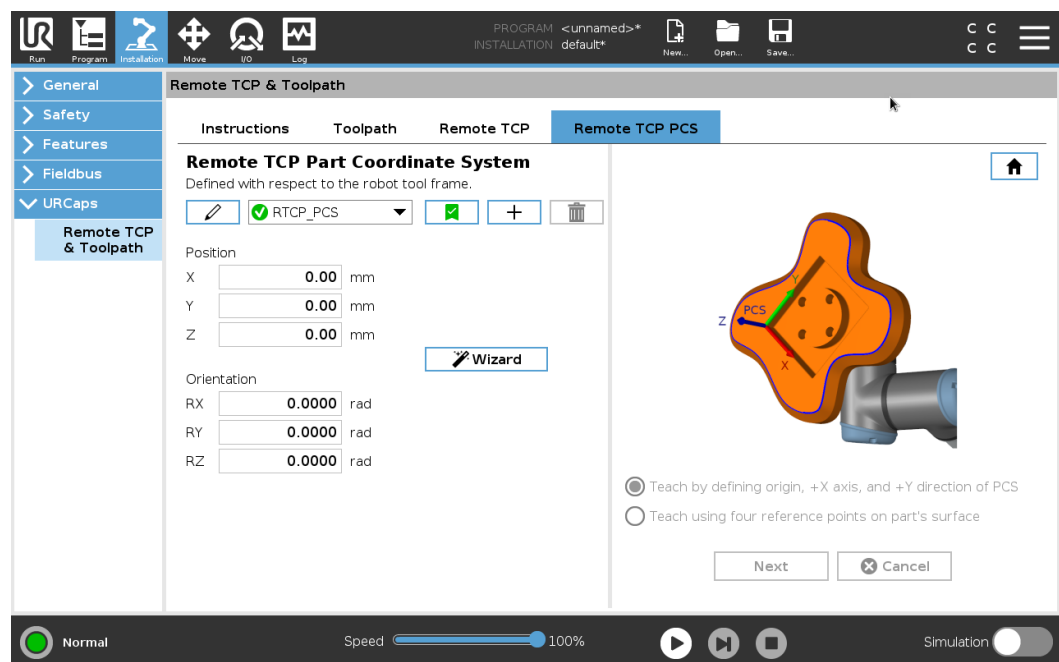 PROGRAM <unnamed>*
INSTALLATION default*
UR
Run Program Installation Move I/O Log New... Open... Save...
C C
C C
General
Safety
Features
Fieldbus
URCaps
Remote TCP
& Toolpath
Remote TCP & Toolpath
Instructions Toolpath Remote TCP Remote TCP PCS
Remote TCP Part Coordinate System
Defined with respect to the robot tool frame.
RTCP_PCS
Position
X 0.00 mm
Y 0.00 mm
Z 0.00 mm
Wizard
Orientation
RX 0.0000 rad
RY 0.0000 rad
RZ 0.0000 rad
Y
PCS
Z
X
Teach by defining origin, +X axis, and +Y direction of PCS
Teach using four reference points on part's surface
Next Cancel
Normal Speed 100% Simulation